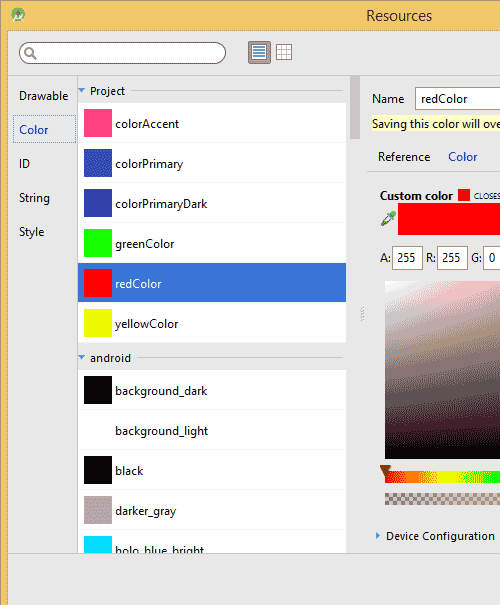 Resources
Drawable
Color
ID
String
Style
Project
colorAccent
colorPrimary
colorPrimaryDark
greenColor
redColor
yellowColor
android
background_dark
background_light
black
darker_gray
holo_blue_bright
Name redColor
Saving this color will ove
Reference Color
Custom color CLOSES
A: 255 R: 255 G: 0
Device Configuration